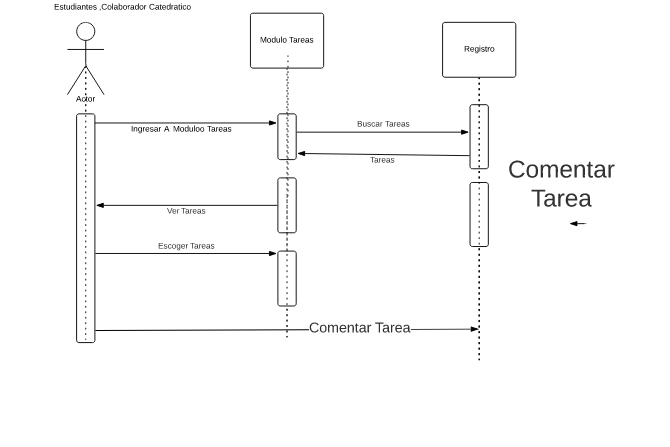 Estudiantes ,Colaborador Catedratico
Modulo Tareas
Registro
Actor
Ingresar A Moduloo Tareas
Buscar Tareas
Tareas
Comentar
Tarea
Ver Tareas
Escoger Tareas
Comentar Tarea